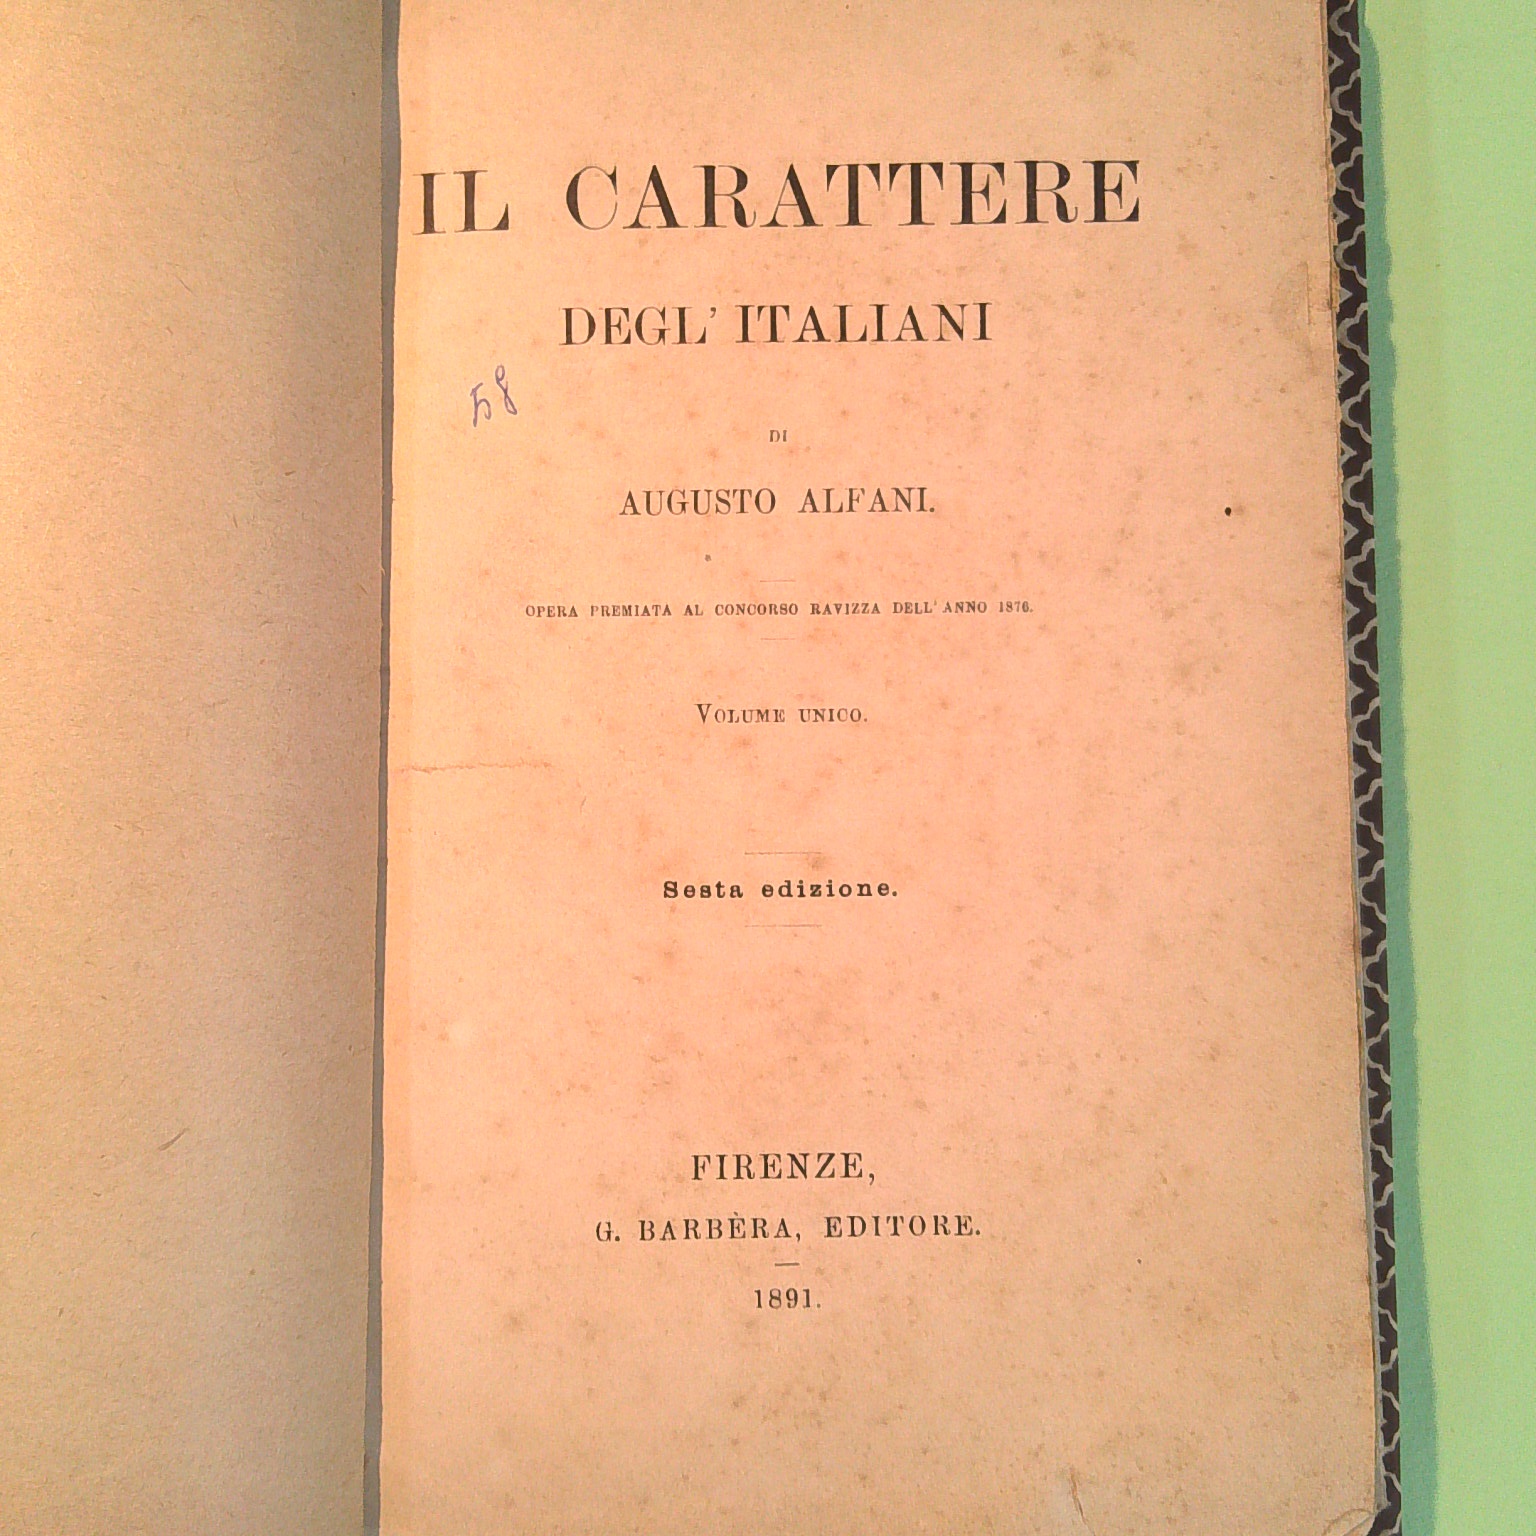 IL CARATTERE
DEGL' ITALIANI
58
DI
AUGUSTO ALFANI.
OPERA PREMIATA AL CONCORSO RAVIZZA DELL' ANNO 1876.
VOLUME UNICO.
Sesta edizione.
FIRENZE,
G. BARBÈRA, EDITORE.
1891.